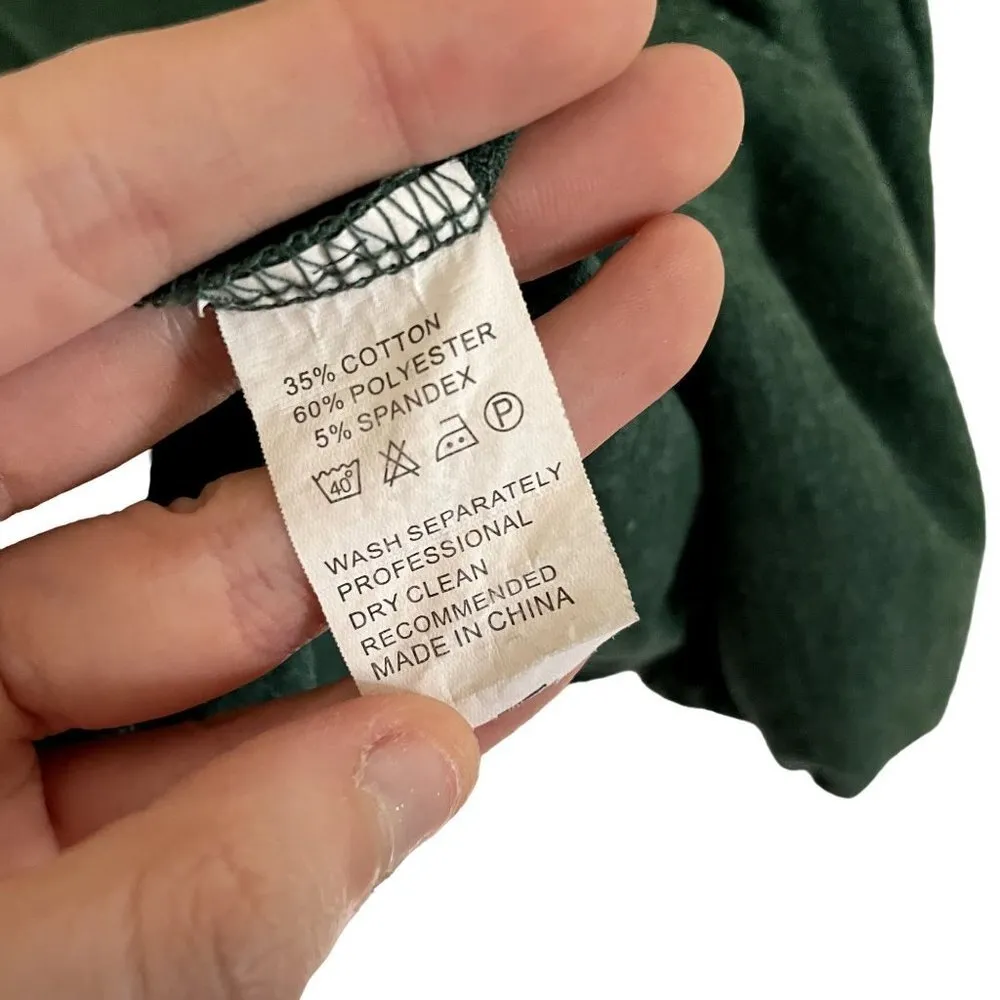 35% COTTON
60% POLYESTER
5% SPANDEX
40° P
WASH SEPARATELY
PROFESSIONAL
DRY CLEAN
RECOMMENDED
MADE IN CHINA